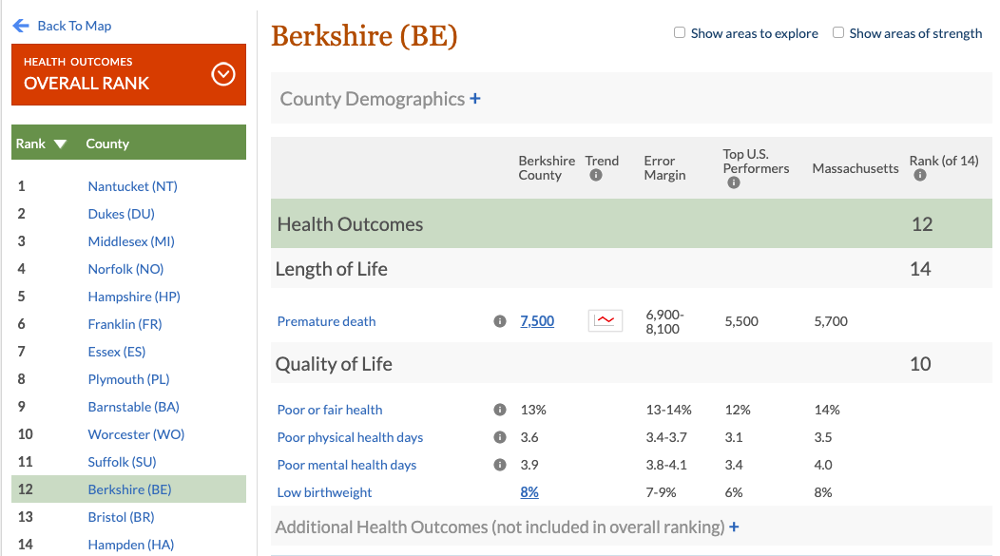 Back To Map
HEALTH OUTCOMES
OVERALL RANK
Rank County
1 Nantucket (NT)
2 Dukes (DU)
3 Middlesex (MI)
4 Norfolk (NO)
5 Hampshire (HP)
6 Franklin (FR)
7 Essex (ES)
8 Plymouth (PL)
9 Barnstable (BA)
10 Worcester (WO)
11 Suffolk (SU)
12 Berkshire (BE)
13 Bristol (BR)
14 Hampden (HA)
Berkshire (BE)
Show areas to explore Show areas of strength
County Demographics +
Berkshire County Trend Error Margin Top U.S. Performers Massachusetts Rank (of 14)
Health Outcomes 12
Length of Life 14
Premature death 7,500 6,900-8,100 5,500 5,700
Quality of Life 10
Poor or fair health 13% 13-14% 12% 14%
Poor physical health days 3.6 3.4-3.7 3.1 3.5
Poor mental health days 3.9 3.8-4.1 3.4 4.0
Low birthweight 8% 7-9% 6% 8%
Additional Health Outcomes (not included in overall ranking) +